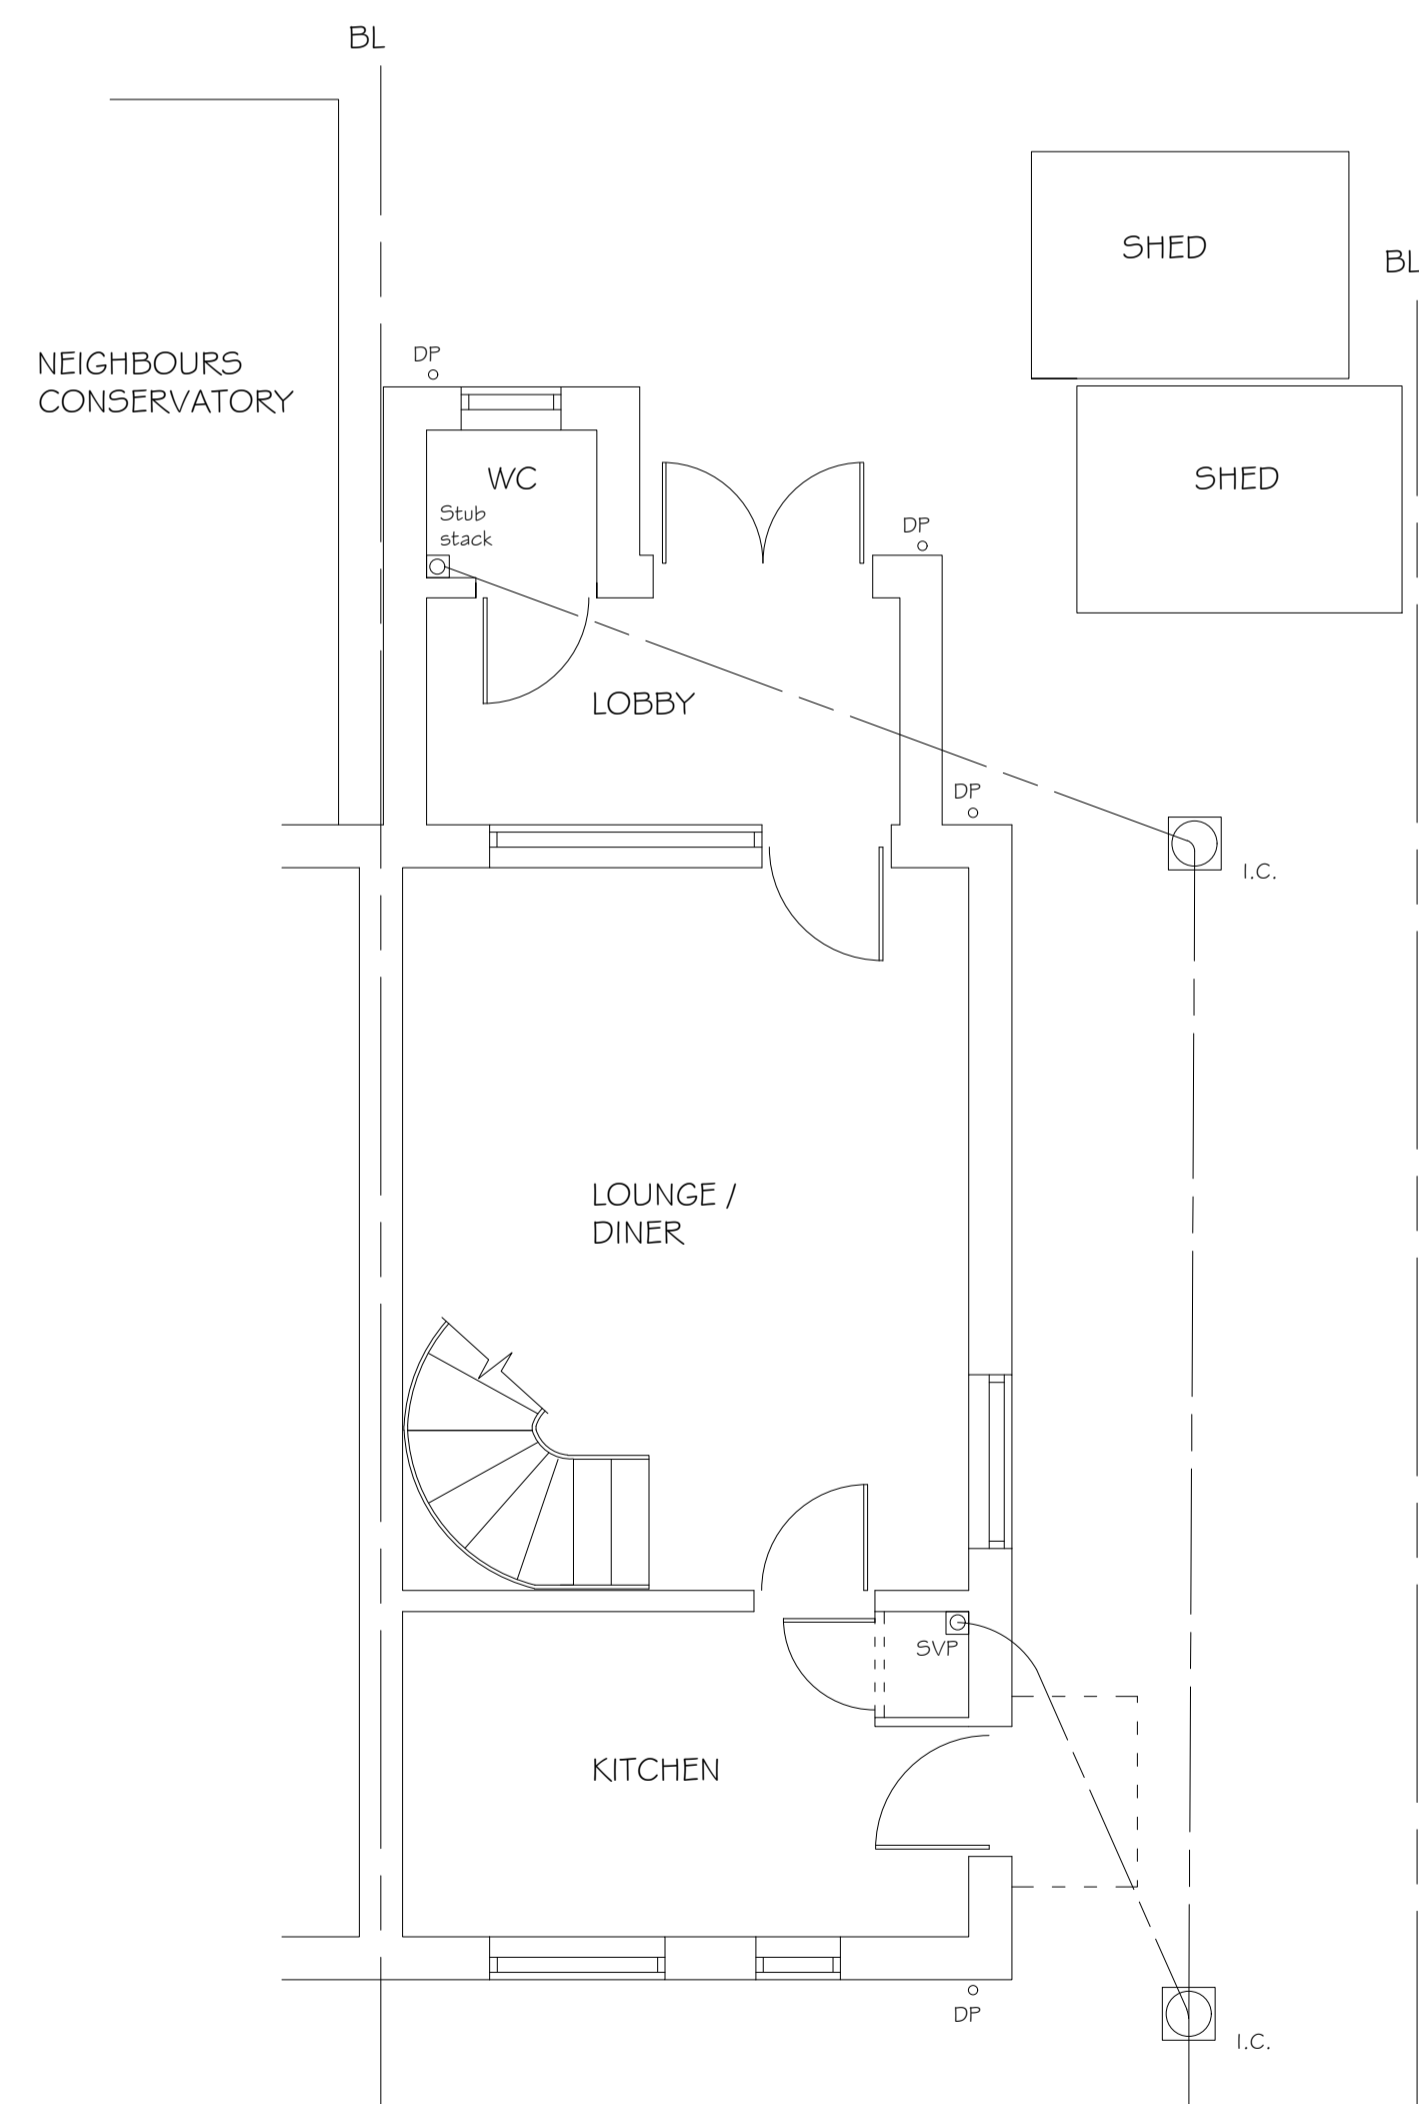 BL
SHED
BL
NEIGHBOURS
CONSERVATORY
DP
WC
SHED
Stub
stack
DP
LOBBY
DP
I.C.
LOUNGE /
DINER
SVP
KITCHEN
DP
I.C.